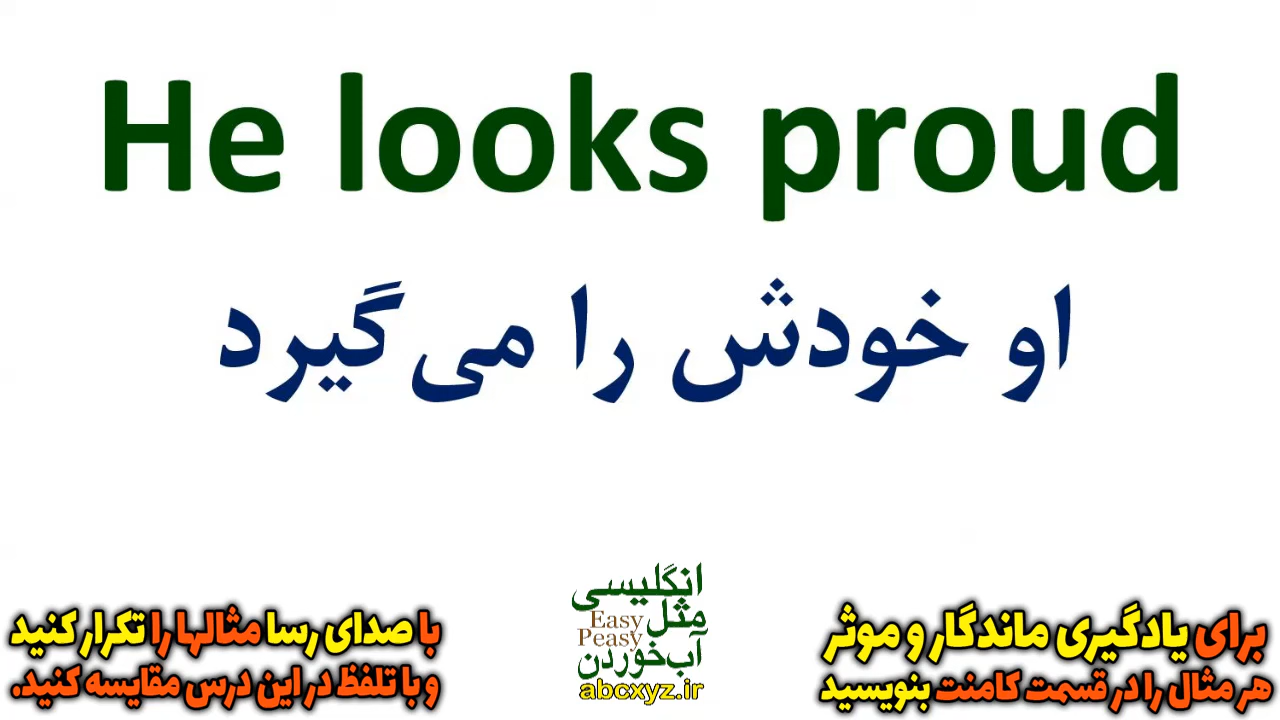 He looks proud
او خودش را می‌گیرد
برای یادگیری ماندگار و موثر
هر مثال را در قسمت کامنت بنویسید
انگلیسی
مثل
Easy
Peasy
آب‌خوردن
abcxyz.ir
با صدای رسا مثالها را تکرار کنید
و با تلفظ در این درس مقایسه کنید.